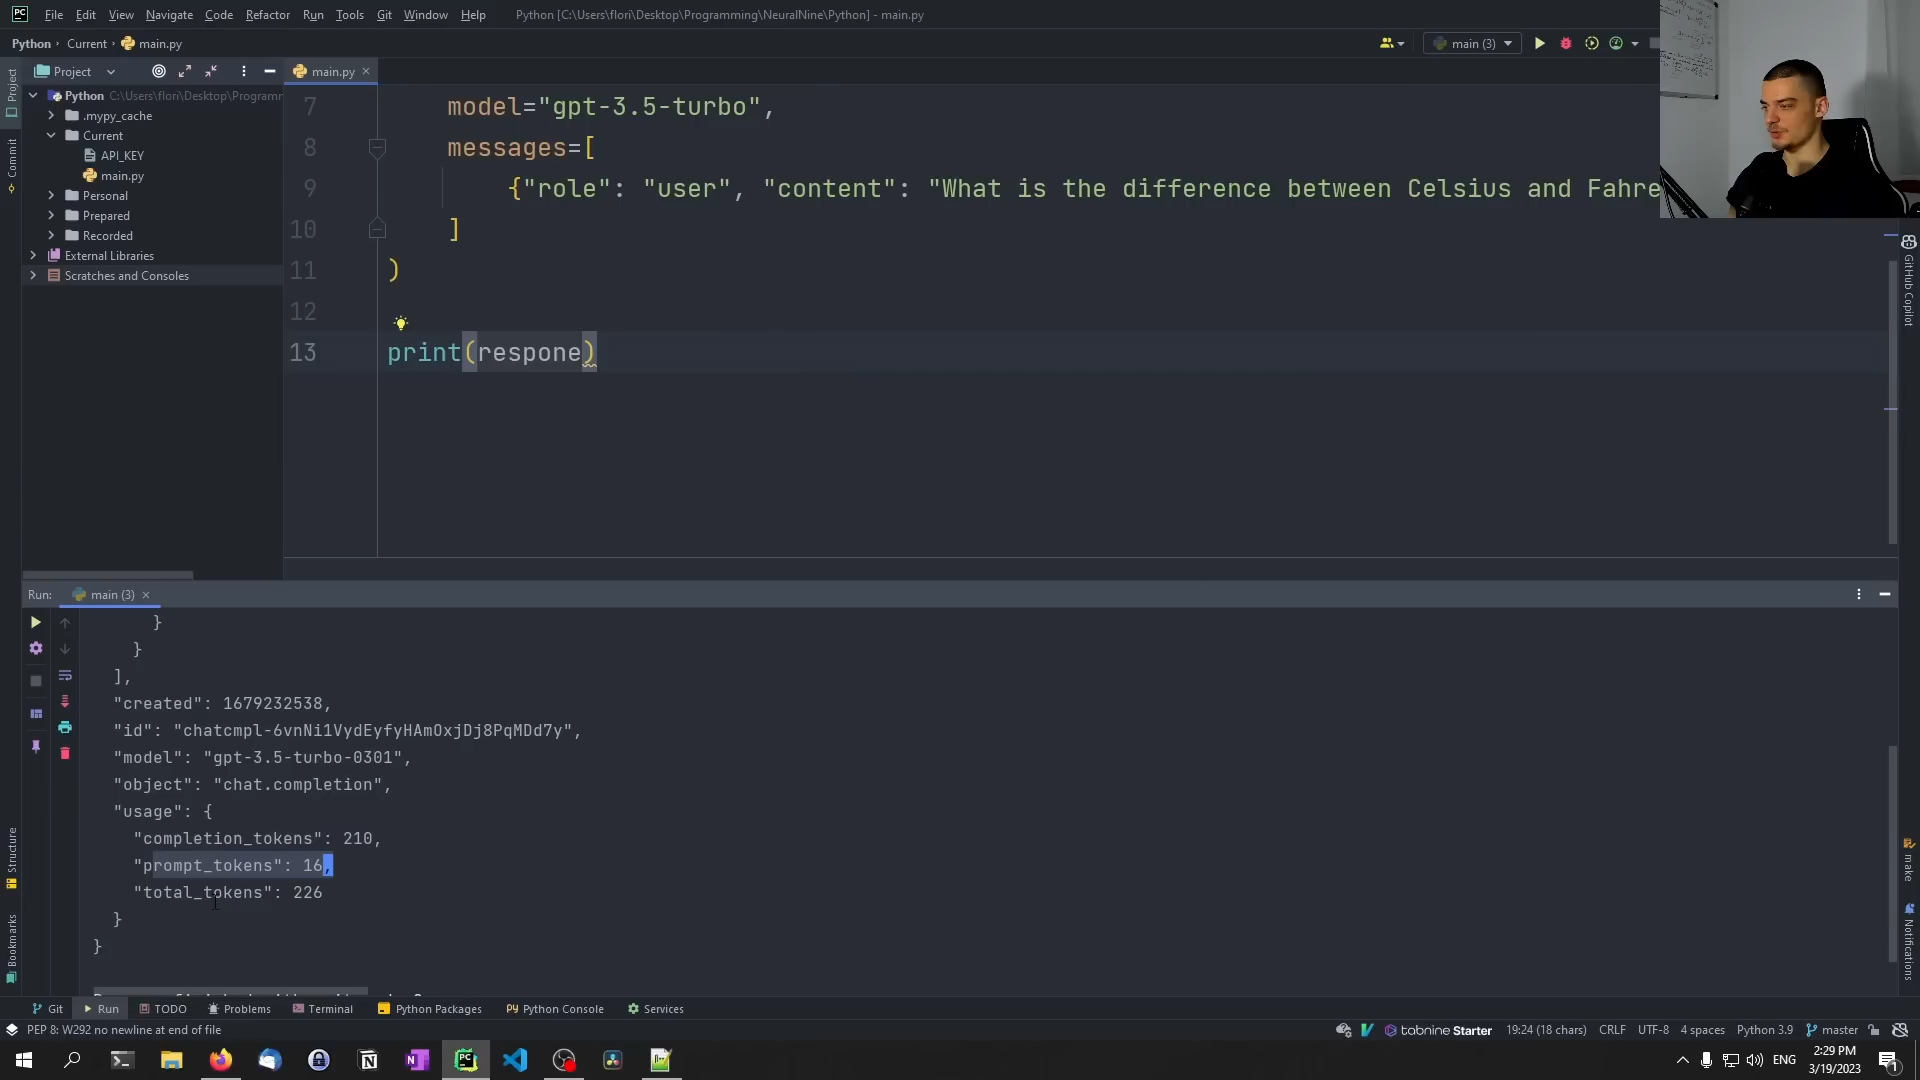 PC File Edit View Navigate Code Refactor Run Tools Git Window Help Python [C:\Users\flori\Desktop\Programming\NeuralNine\Python] - main.py
Python Current main.py
main (3)
Project
main.py
Python C:\Users\flori\Desktop\Programm
.mypy_cache
Current
API_KEY
main.py
Personal
Prepared
Recorded
External Libraries
Scratches and Consoles
Project
Commit
Structure
Bookmarks
7 model="gpt-3.5-turbo",
8 messages=[
9 {"role": "user", "content": "What is the difference between Celsius and Fahre
10 ]
11 )
12
13 print(respone)
GitHub Copilot
make
Notifications
Run: main (3)
}
}
],
"created": 1679232538,
"id": "chatcmpl-6vnNi1VydEyfyHAmOxjDj8PqMDd7y",
"model": "gpt-3.5-turbo-0301",
"object": "chat.completion",
"usage": {
"completion_tokens": 210,
"prompt_tokens": 16,
"total_tokens": 226
}
}
Git Run TODO Problems Terminal Python Packages Python Console Services
PEP 8: W292 no newline at end of file
tabnine Starter 19:24 (18 chars) CRLF UTF-8 4 spaces Python 3.9 master
ENG
2:29 PM
3/19/2023